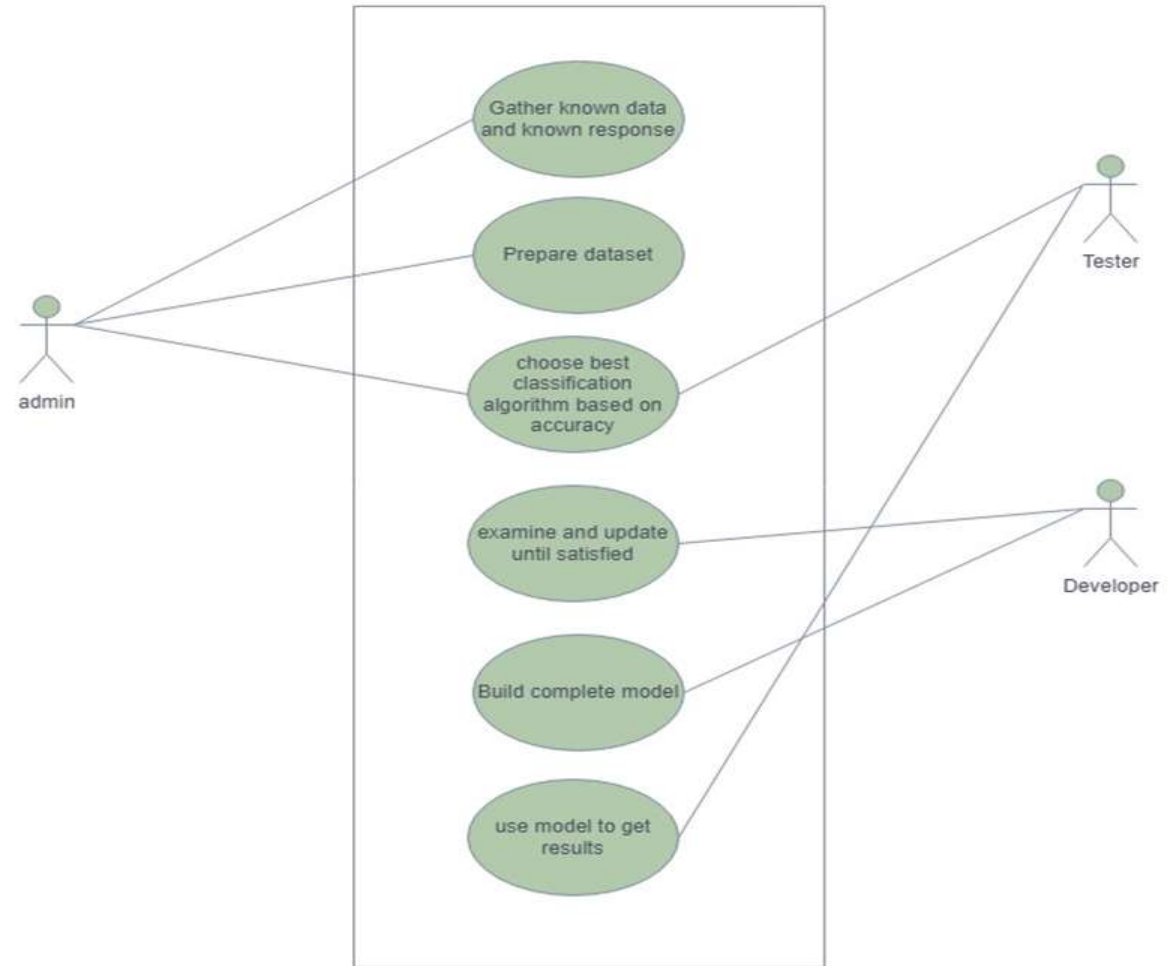 Gather known data
and known response
Prepare dataset
choose best
classification
algorithm based on
accuracy
examine and update
until satisfied
Build complete model
use model to get
results
admin
Tester
Developer